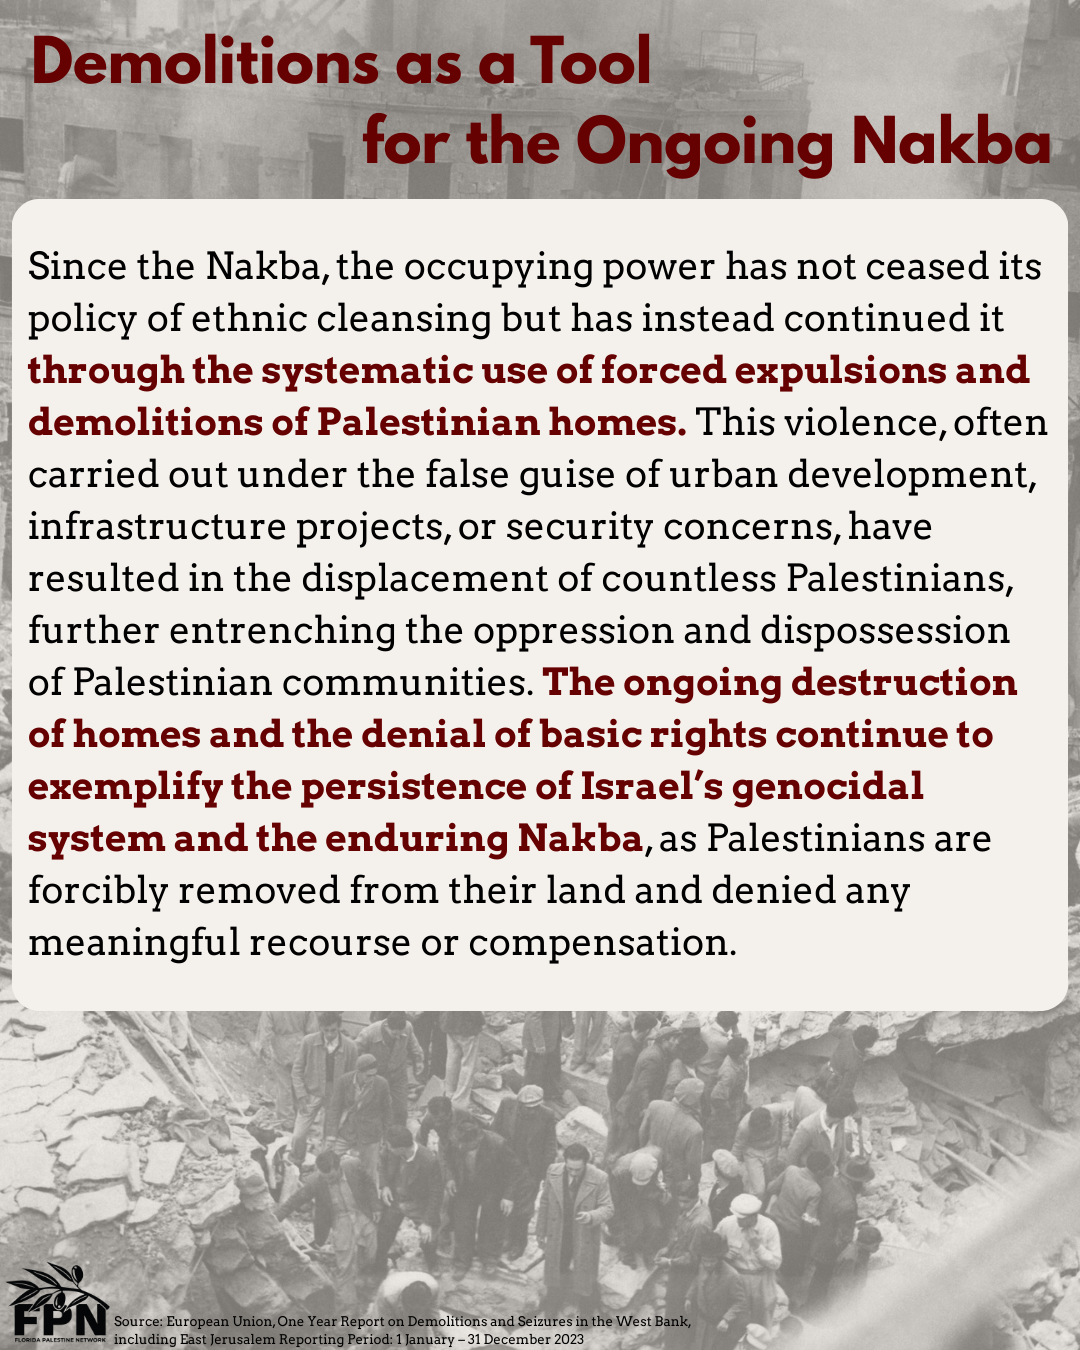 Demolitions as a Tool
for the Ongoing Nakba
Since the Nakba, the occupying power has not ceased its
policy of ethnic cleansing but has instead continued it
through the systematic use of forced expulsions and
demolitions of Palestinian homes. This violence, often
carried out under the false guise of urban development,
infrastructure projects, or security concerns, have
resulted in the displacement of countless Palestinians,
further entrenching the oppression and dispossession
of Palestinian communities. The ongoing destruction
of homes and the denial of basic rights continue to
exemplify the persistence of Israel’s genocidal
system and the enduring Nakba, as Palestinians are
forcibly removed from their land and denied any
meaningful recourse or compensation.
FPN
FLORIDA PALESTINE NETWORK
Source: European Union, One Year Report on Demolitions and Seizures in the West Bank,
including East Jerusalem Reporting Period: 1 January – 31 December 2023